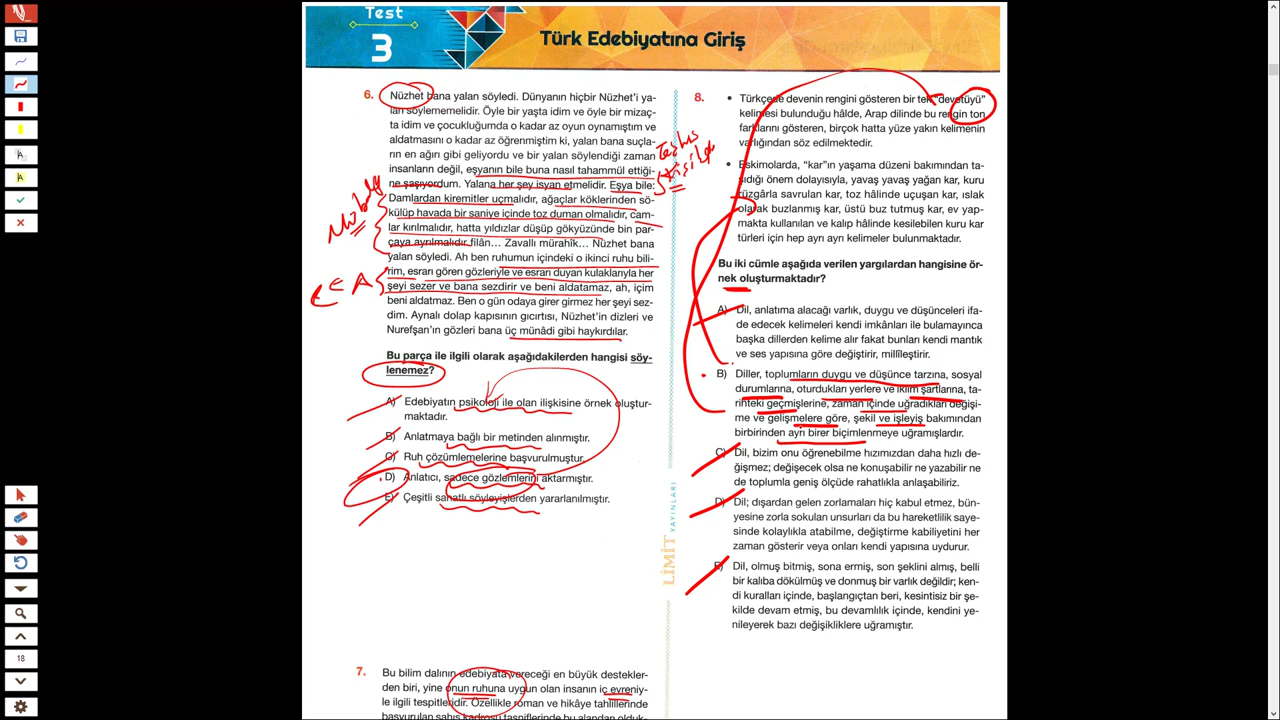 Test
3
Türk Edebiyatına Giriş
6. Nüzhet bana yalan söyledi. Dünyanın hiçbir Nüzhet'i ya-
lan söylememelidir. Öyle bir yaşta idim ve öyle bir mizaç-
ta idim ve çocukluğumda o kadar az oyun oynamıştım ve
aldatmasını o kadar az öğrenmiştim ki, yalan bana suçla-
rın en ağırı gibi geliyordu ve bir yalan söylendiği zaman
insanların değil, eşyanın bile buna nasıl tahammül ettiği-
ne şaşıyordum. Yalana her şey isyan etmelidir. Eşya bile:
Damlardan kiremitler uçmalıdır, ağaçlar köklerinden sö-
külüp havada bir saniye içinde toz duman olmalıdır, cam-
lar kırılmalıdır, hatta yıldızlar düşüp gökyüzünde bin par-
çaya ayrılmalıdır filân... Zavallı mürahik... Nüzhet bana
yalan söyledi. Ah ben ruhumun içindeki o ikinci ruhu bili-
rim, esrarı gören gözleriyle ve esrarı duyan kulaklarıyla her
şeyi sezer ve bana sezdirir ve beni aldatamaz, ah, içim
beni aldatmaz. Ben o gün odaya girer girmez her şeyi sez-
dim. Aynalı dolap kapısının gıcırtısı, Nüzhet'in dizleri ve
Nurefşan'ın gözleri bana üç münâdi gibi haykırdılar.
Bu parça ile ilgili olarak aşağıdakilerden hangisi söy-
lenemez?
A) Edebiyatın psikoloji ile olan ilişkisine örnek oluştur-
maktadır.
B) Anlatmaya bağlı bir metinden alınmıştır.
C) Ruh çözümlemelerine başvurulmuştur.
D) Anlatıcı, sadece gözlemlerini aktarmıştır.
E) Çeşitli sanatlı söyleyişlerden yararlanılmıştır.
7. Bu bilim dalının edebiyata vereceği en büyük destekler-
den biri, yine onun ruhuna uygun olan insanın iç evreniy-
le ilgili tespitleridir. Özellikle roman ve hikâye tahlillerinde
başvurulan şahıs kadrosu tasniflerinde bu alandan olduk-
8. • Türkçede devenin rengini gösteren bir tek "devetüyü"
kelimesi bulunduğu hâlde, Arap dilinde bu rengin ton
farklarını gösteren, birçok hatta yüze yakın kelimenin
varlığından söz edilmektedir.
• Eskimolarda, "kar"ın yaşama düzeni bakımından ta-
şıdığı önem dolayısıyla, yavaş yavaş yağan kar, kuru
rüzgârla savrulan kar, toz hâlinde uçuşan kar, ıslak
olarak buzlanmış kar, üstü buz tutmuş kar, ev yap-
makta kullanılan ve kalıp hâlinde kesilebilen kuru kar
türleri için hep ayrı ayrı kelimeler bulunmaktadır.
Bu iki cümle aşağıda verilen yargılardan hangisine ör-
nek oluşturmaktadır?
A) Dil, anlatıma alacağı varlık, duygu ve düşünceleri ifa-
de edecek kelimeleri kendi imkânları ile bulamayınca
başka dillerden kelime alır fakat bunları kendi mantık
ve ses yapısına göre değiştirir, millîleştirir.
B) Diller, toplumların duygu ve düşünce tarzına, sosyal
durumlarına, oturdukları yerlere ve iklim şartlarına, ta-
rihteki geçmişlerine, zaman içinde uğradıkları değişi-
me ve gelişmelere göre, şekil ve işleyiş bakımından
birbirinden ayrı birer biçimlenmeye uğramışlardır.
C) Dil, bizim onu öğrenebilme hızımızdan daha hızlı de-
ğişmez; değişecek olsa ne konuşabilir ne yazabilir ne
de toplumla geniş ölçüde rahatlıkla anlaşabiliriz.
D) Dil; dışardan gelen zorlamaları hiç kabul etmez, bün-
yesine zorla sokulan unsurları da bu hareketlilik saye-
sinde kolaylıkla atabilme, değiştirme kabiliyetini her
zaman gösterir veya onları kendi yapısına uydurur.
E) Dil, olmuş bitmiş, sona ermiş, son şeklini almış, belli
bir kalıba dökülmüş ve donmuş bir varlık değildir; ken-
di kuralları içinde, başlangıçtan beri, kesintisiz bir şe-
kilde devam etmiş, bu devamlılık içinde, kendini ye-
nileyerek bazı değişikliklere uğramıştır.
LİMİT YAYINLARI
18